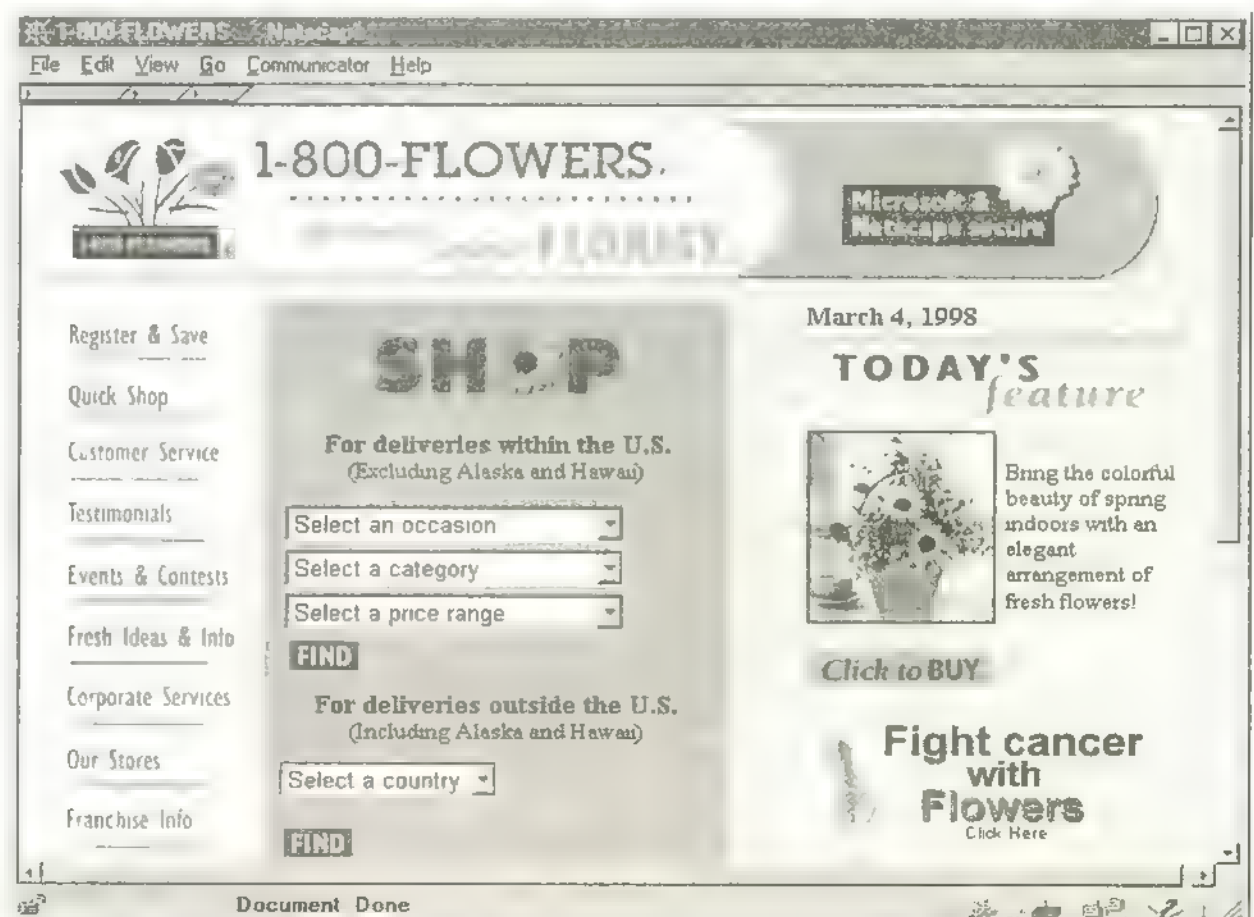 1-800-FLOWERS - Netscape
File Edit View Go Communicator Help
1-800-FLOWERS.
FLORIST
Microsoft &
Netscape secure
Register & Save
Quick Shop
Customer Service
Testimonials
Events & Contests
Fresh Ideas & Info
Corporate Services
Our Stores
Franchise Info
SHOP
For deliveries within the U.S.
(Excluding Alaska and Hawaii)
Select an occasion
Select a category
Select a price range
FIND
For deliveries outside the U.S.
(Including Alaska and Hawaii)
Select a country
FIND
March 4, 1998
TODAY'S
feature
Bring the colorful
beauty of spring
indoors with an
elegant
arrangement of
fresh flowers!
Click to BUY
Fight cancer
with
Flowers
Click Here
Document Done